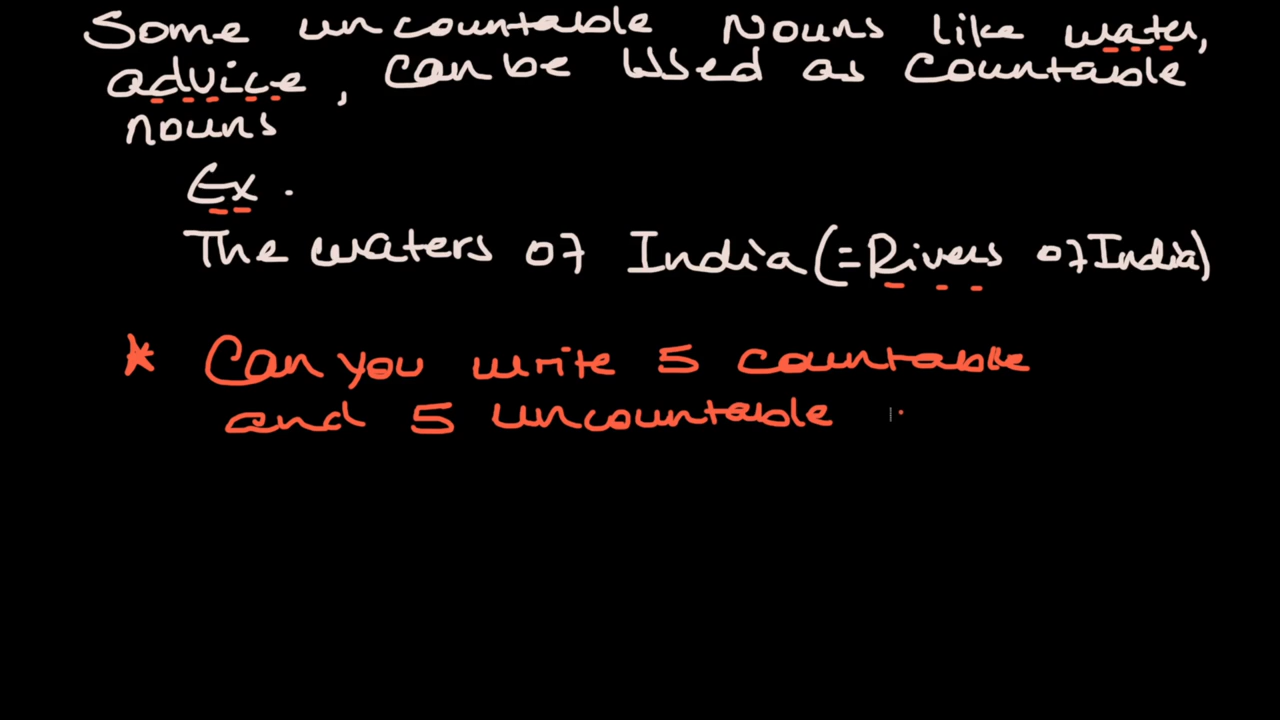 Some uncountable Nouns like water,
advice, can be Used as Countable
nouns
Ex.
The waters of India (=Rivers of India)
* Can you write 5 countable
and 5 uncountable